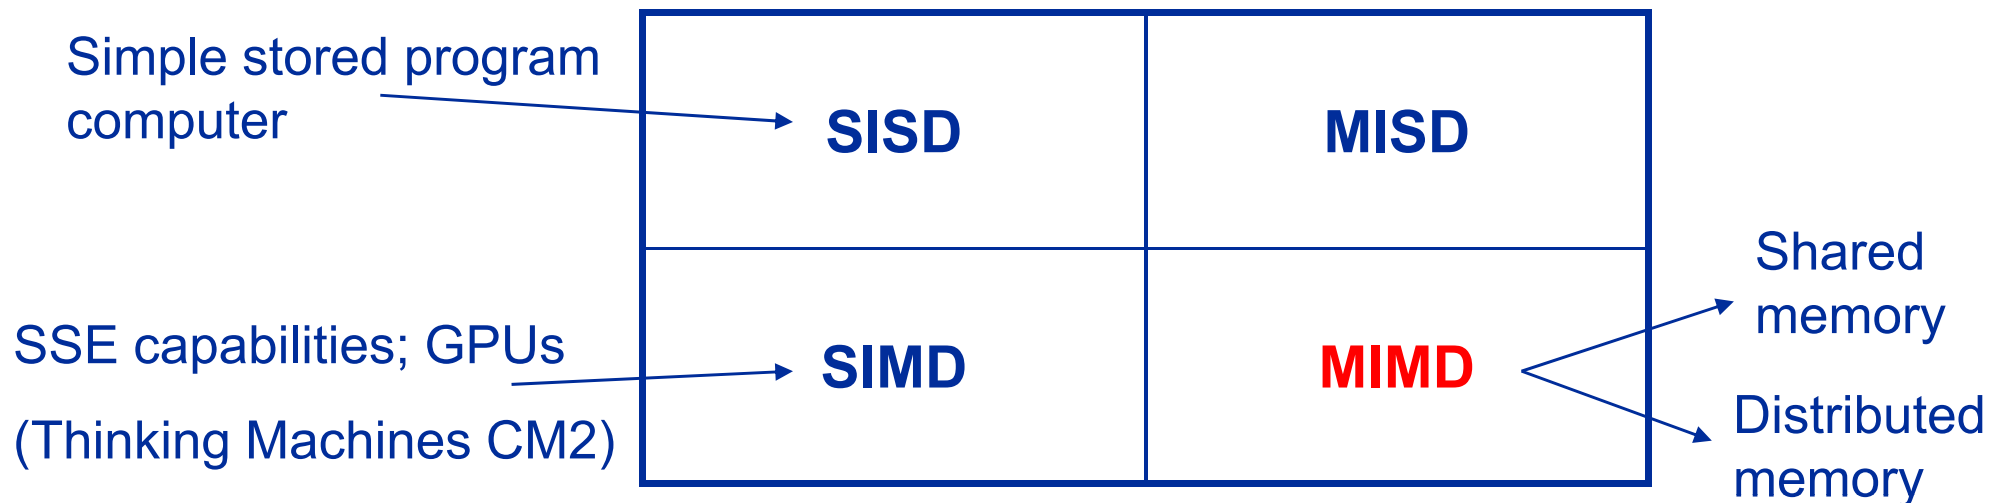 Simple stored program
computer
SISD
MISD
SSE capabilities; GPUs
(Thinking Machines CM2)
SIMD
MIMD
Shared
memory
Distributed
memory